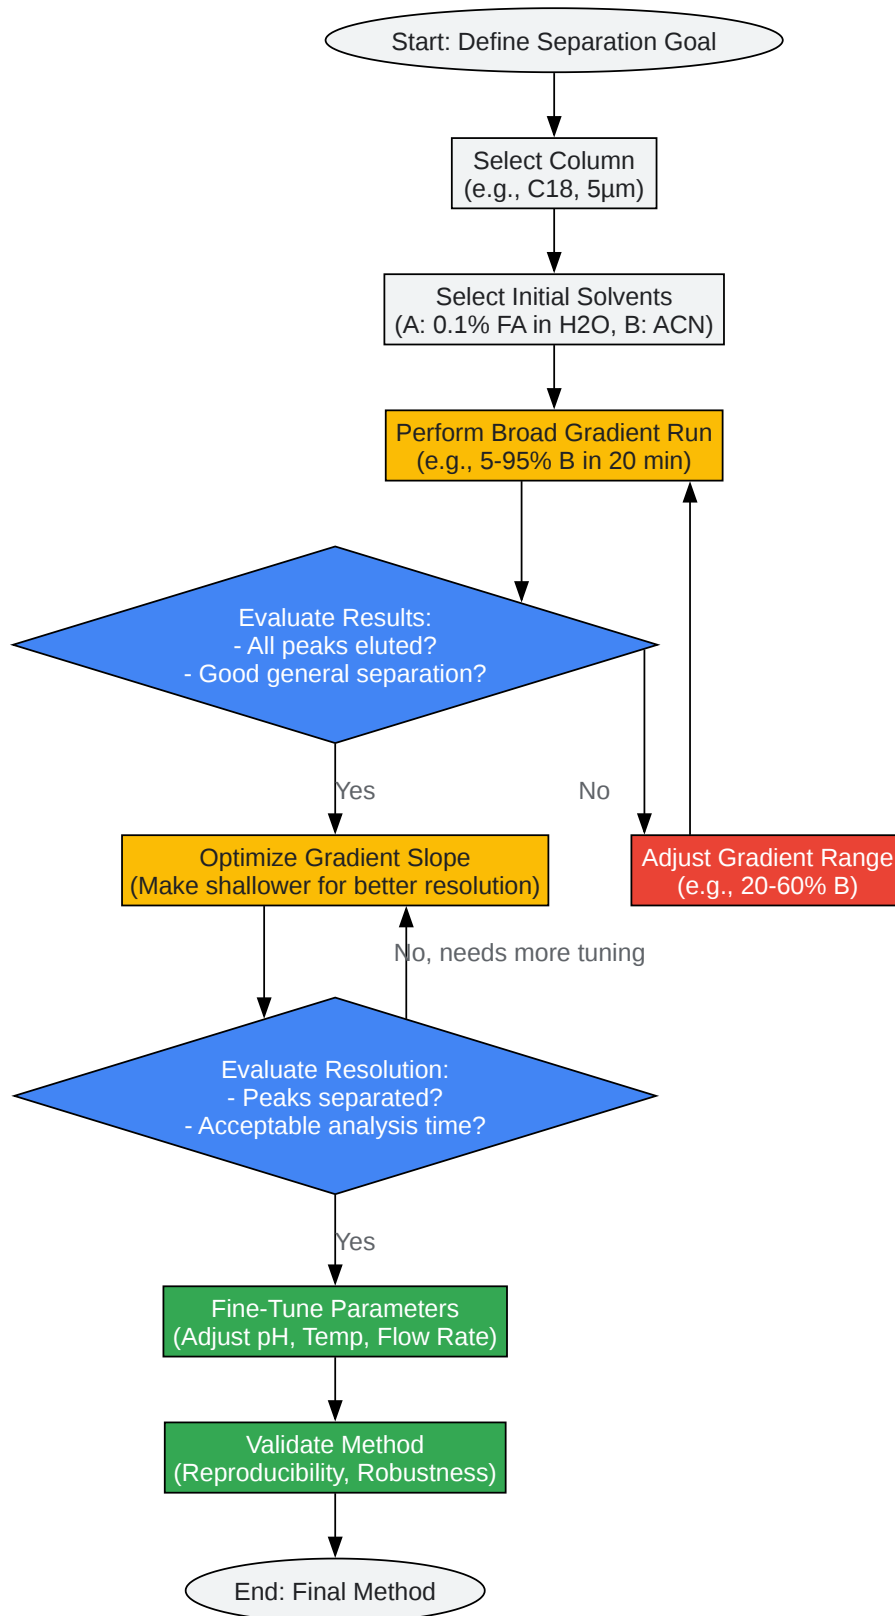 Start: Define Separation Goal
Select Column
(e.g., C18, 5µm)
Select Initial Solvents
(A: 0.1% FA in H2O, B: ACN)
Perform Broad Gradient Run
(e.g., 5-95% B in 20 min)
Evaluate Results:
- All peaks eluted?
- Good general separation?
Yes
No
Optimize Gradient Slope
(Make shallower for better resolution)
Adjust Gradient Range
(e.g., 20-60% B)
No, needs more tuning
Evaluate Resolution:
- Peaks separated?
- Acceptable analysis time?
Yes
Fine-Tune Parameters
(Adjust pH, Temp, Flow Rate)
Validate Method
(Reproducibility, Robustness)
End: Final Method